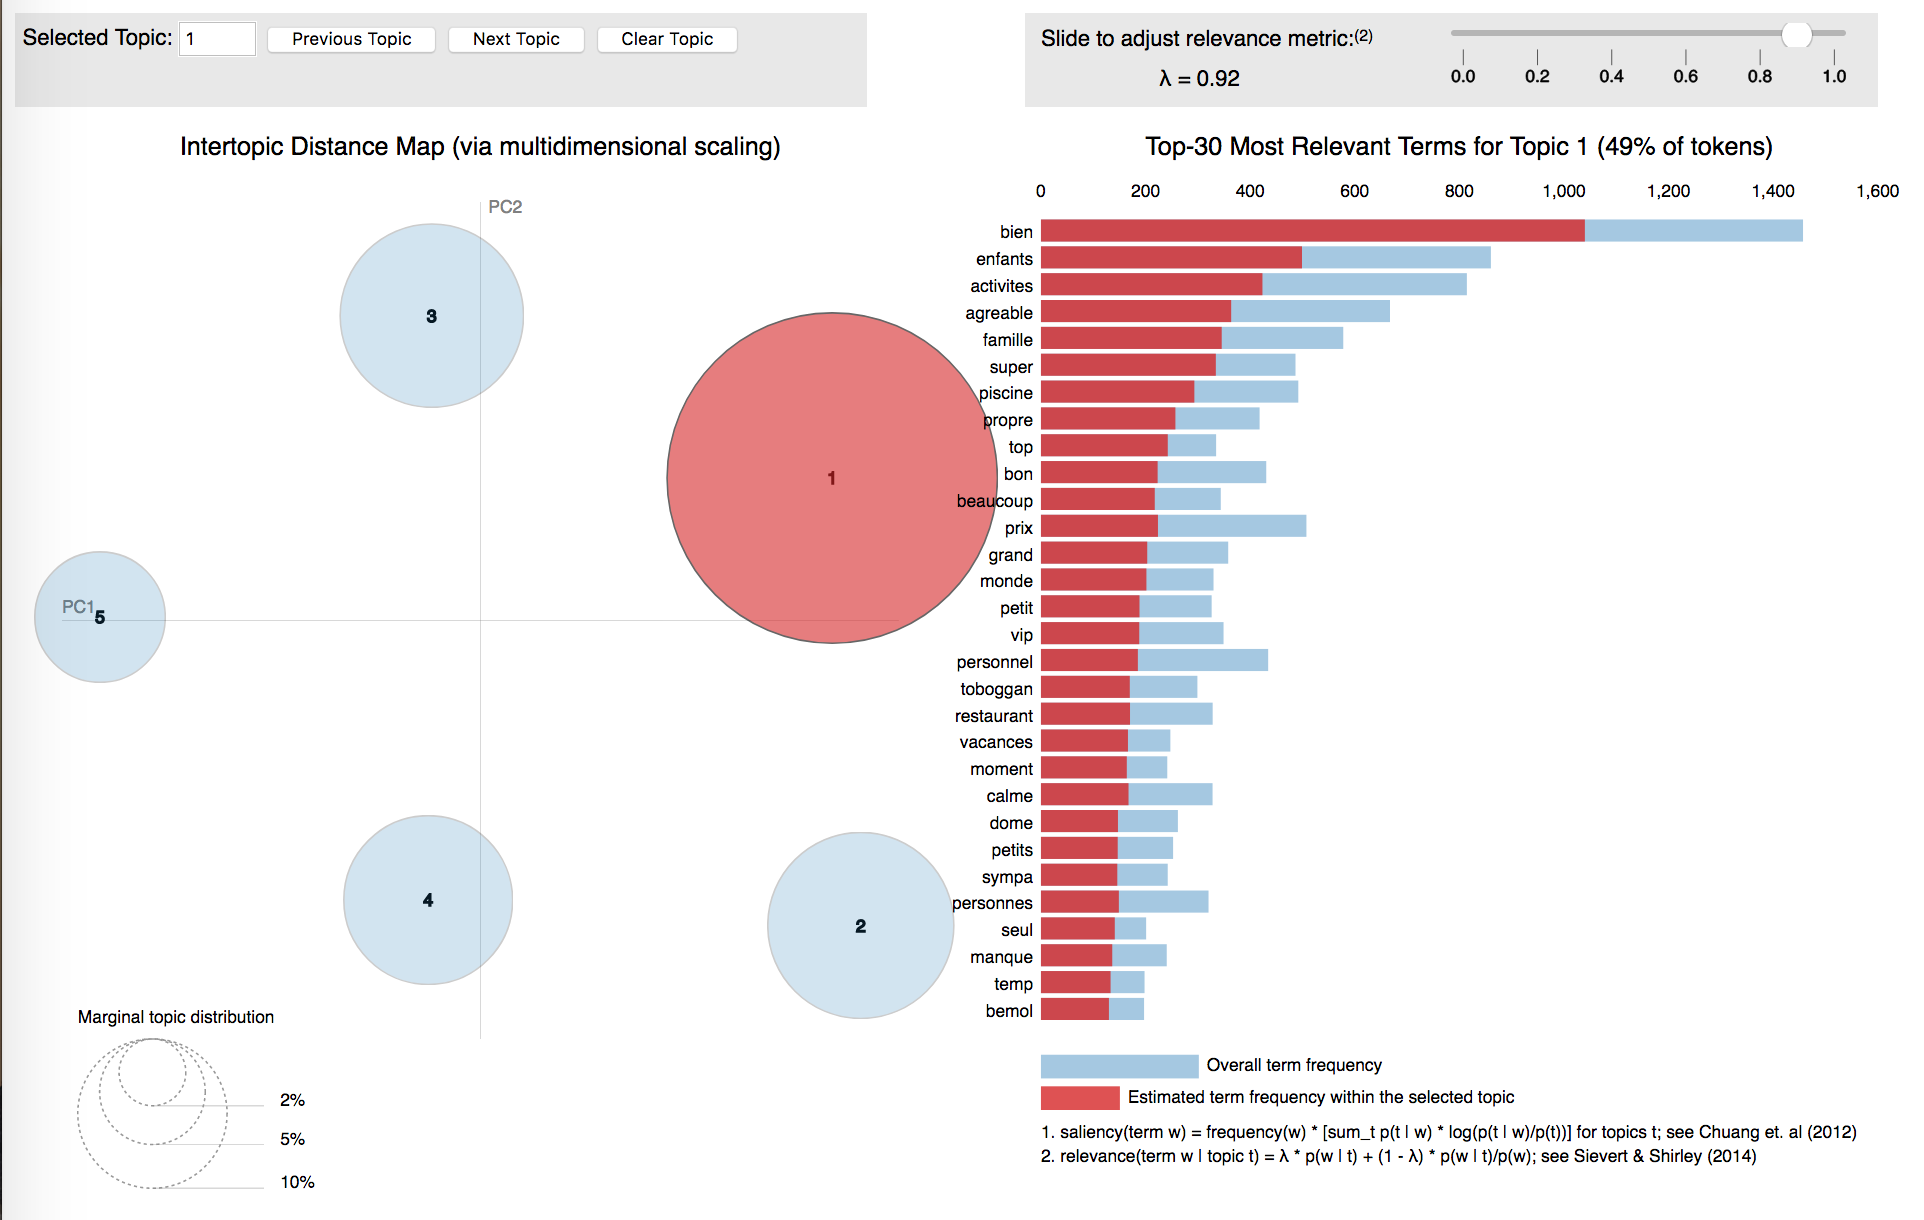 Selected Topic: 1 Previous Topic Next Topic Clear Topic
Slide to adjust relevance metric:(2)
λ = 0.92
0.0 0.2 0.4 0.6 0.8 1.0
Intertopic Distance Map (via multidimensional scaling)
PC2
3
1
PC1
5
4
2
Marginal topic distribution
2%
5%
10%
Top-30 Most Relevant Terms for Topic 1 (49% of tokens)
0 200 400 600 800 1,000 1,200 1,400 1,600
bien
enfants
activites
agreable
famille
super
piscine
propre
top
bon
beaucoup
prix
grand
monde
petit
vip
personnel
toboggan
restaurant
vacances
moment
calme
dome
petits
sympa
personnes
seul
manque
temp
bemol
Overall term frequency
Estimated term frequency within the selected topic
1. saliency(term w) = frequency(w) * [sum_t p(t | w) * log(p(t | w)/p(t))] for topics t; see Chuang et. al (2012)
2. relevance(term w | topic t) = λ * p(w | t) + (1 - λ) * p(w | t)/p(w); see Sievert & Shirley (2014)